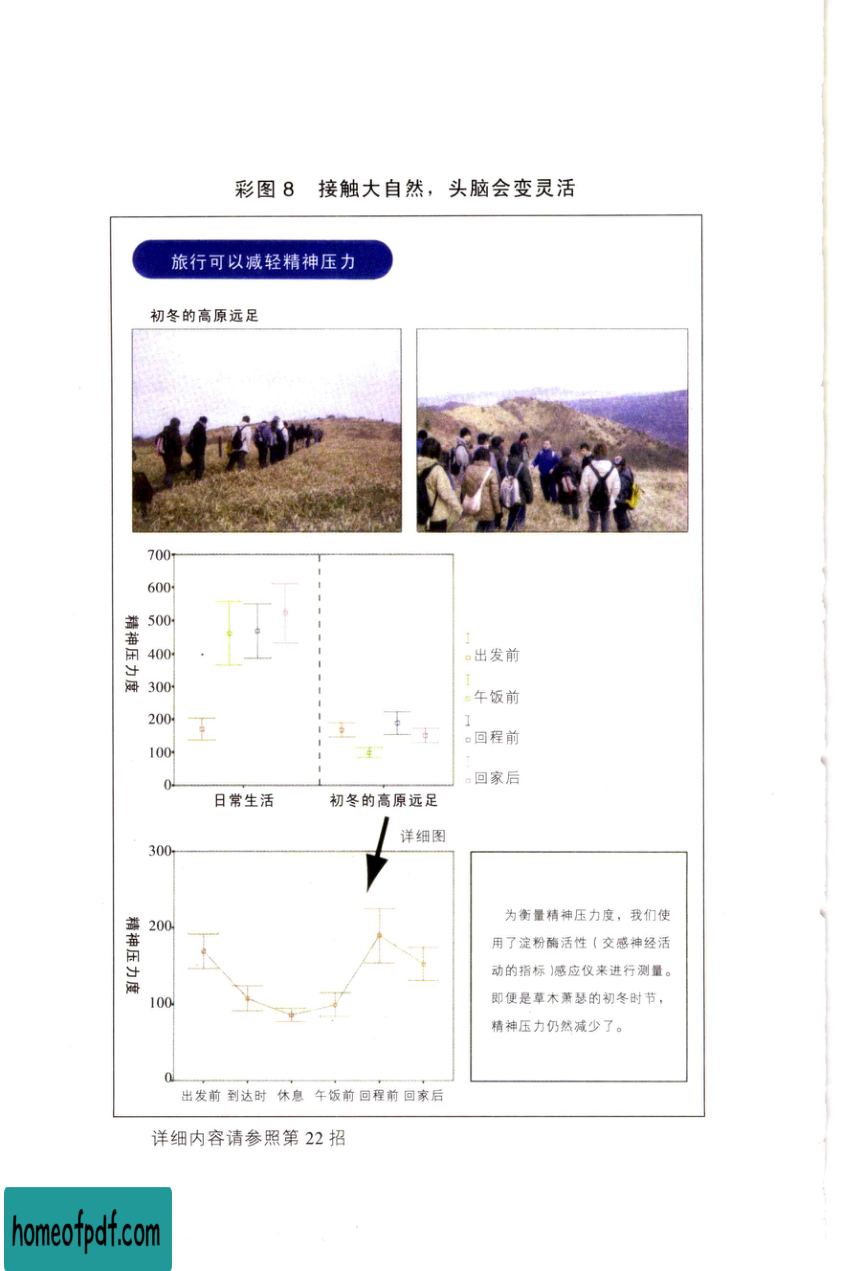 彩图 8 接触大自然，头脑会变灵活
旅行可以减轻精神压力
初冬的高原远足
700
600
500
400
300
200
100
0
精神压力度
出发前
午饭前
回程前
回家后
日常生活
初冬的高原远足
详细图
300
200
100
0
精神压力度
出发前 到达时 休息 午饭前 回程前 回家后
为衡量精神压力度，我们使
用了淀粉酶活性（交感神经活
动的指标）感应仪来进行测量。
即便是草木萧瑟的初冬时节，
精神压力仍然减少了。
详细内容请参照第 22 招
homeofpdf.com